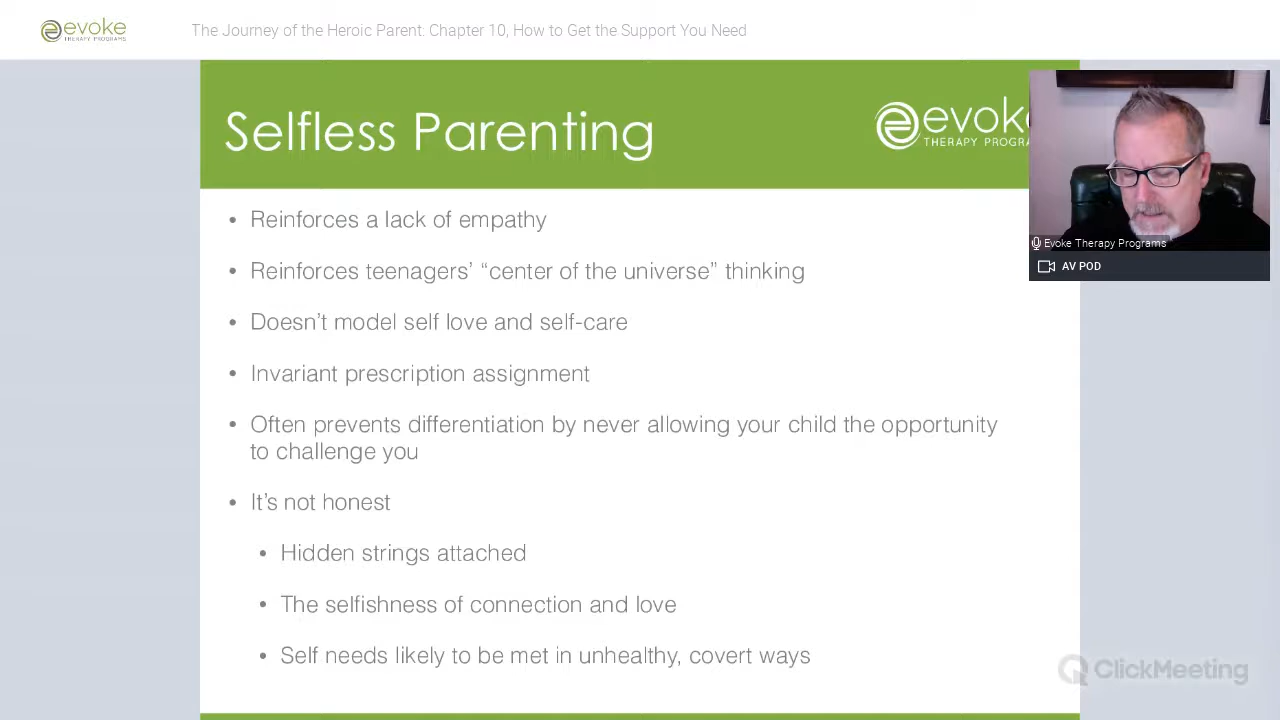 evoke
THERAPY PROGRAMS
The Journey of the Heroic Parent: Chapter 10, How to Get the Support You Need
Selfless Parenting
evoke
THERAPY PROGRA
• Reinforces a lack of empathy
• Reinforces teenagers’ “center of the universe” thinking
• Doesn’t model self love and self-care
• Invariant prescription assignment
• Often prevents differentiation by never allowing your child the opportunity
to challenge you
• It’s not honest
• Hidden strings attached
• The selfishness of connection and love
• Self needs likely to be met in unhealthy, covert ways
Evoke Therapy Programs
AV POD
ClickMeeting